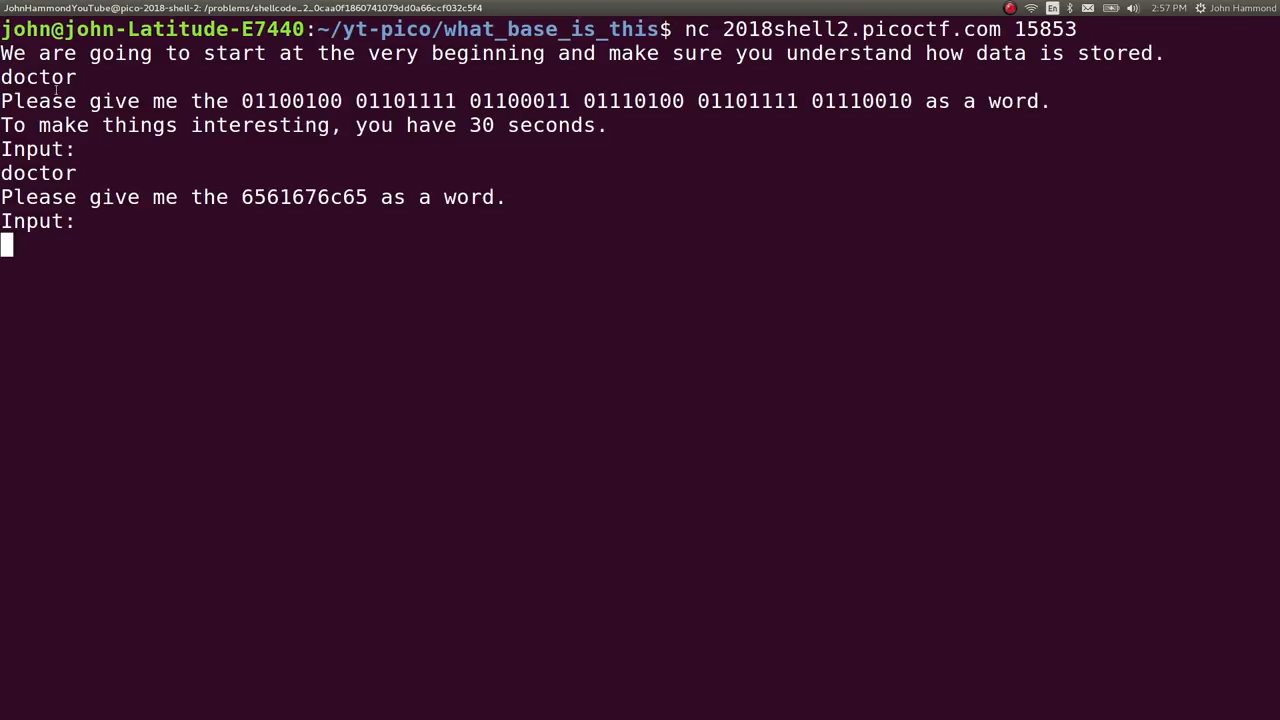 JohnHammondYouTube@pico-2018-shell-2: /problems/shellcode_2_0caa0f1860741079dd0a66ccf032c5f4 En 2:57 PM John Hammond
john@john-Latitude-E7440:~/yt-pico/what_base_is_this$ nc 2018shell2.picoctf.com 15853
We are going to start at the very beginning and make sure you understand how data is stored.
doctor
Please give me the 01100100 01101111 01100011 01110100 01101111 01110010 as a word.
To make things interesting, you have 30 seconds.
Input:
doctor
Please give me the 6561676c65 as a word.
Input: